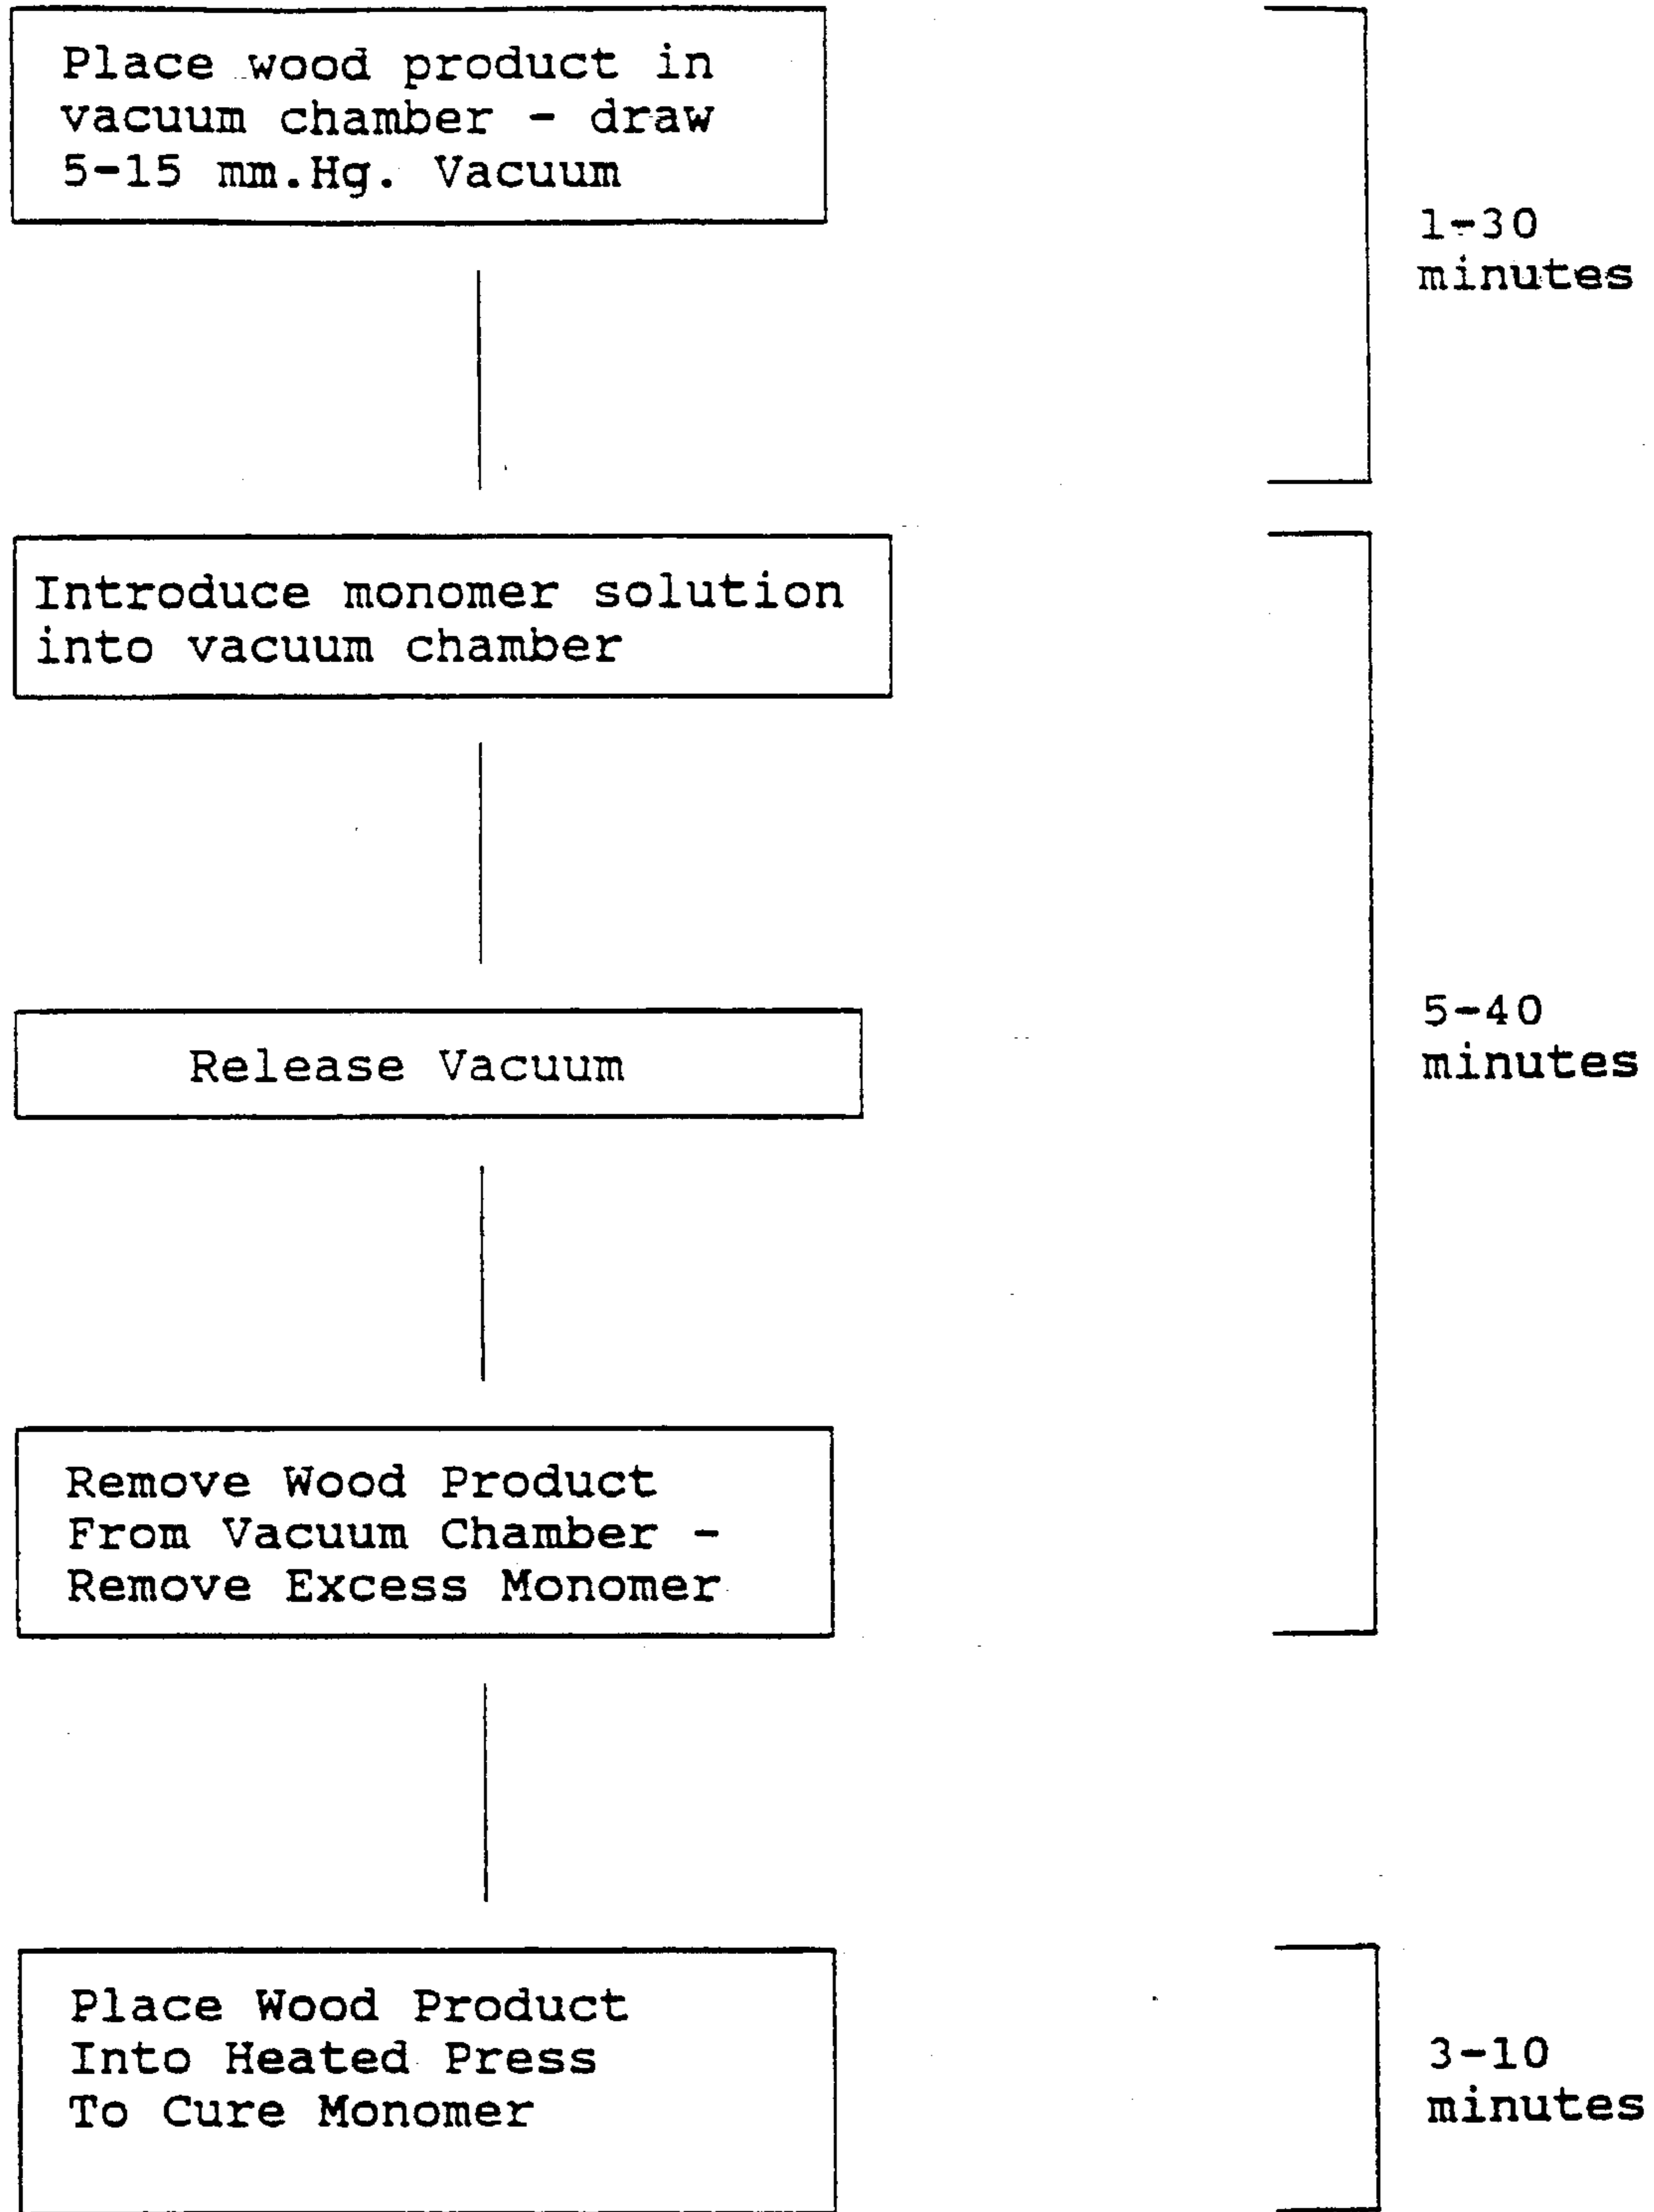 Place wood product in
vacuum chamber - draw
5-15 mm.Hg. Vacuum
1-30
minutes
Introduce monomer solution
into vacuum chamber
Release Vacuum
5-40
minutes
Remove Wood Product
From Vacuum Chamber -
Remove Excess Monomer
Place Wood Product
Into Heated Press
To Cure Monomer
3-10
minutes